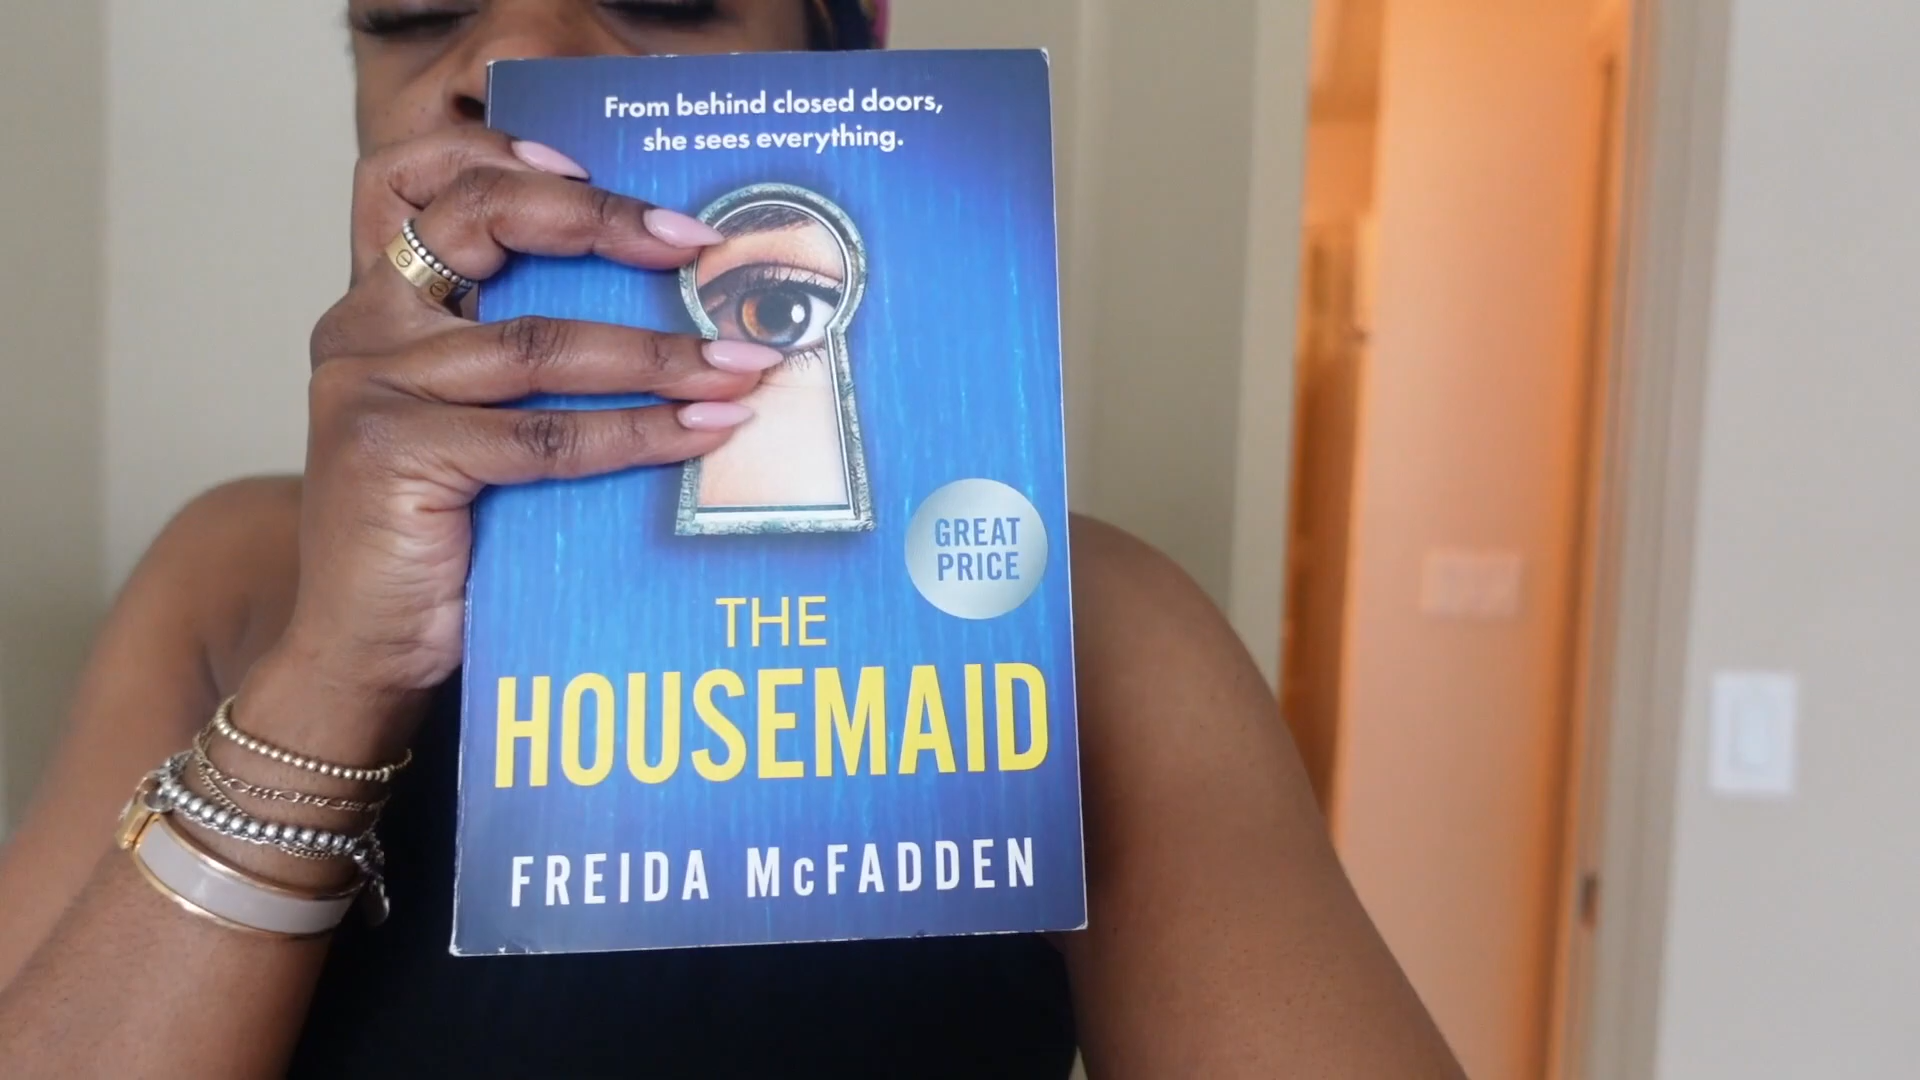 From behind closed doors,
she sees everything.
GREAT
PRICE
THE
HOUSEMAID
FREIDA McFADDEN